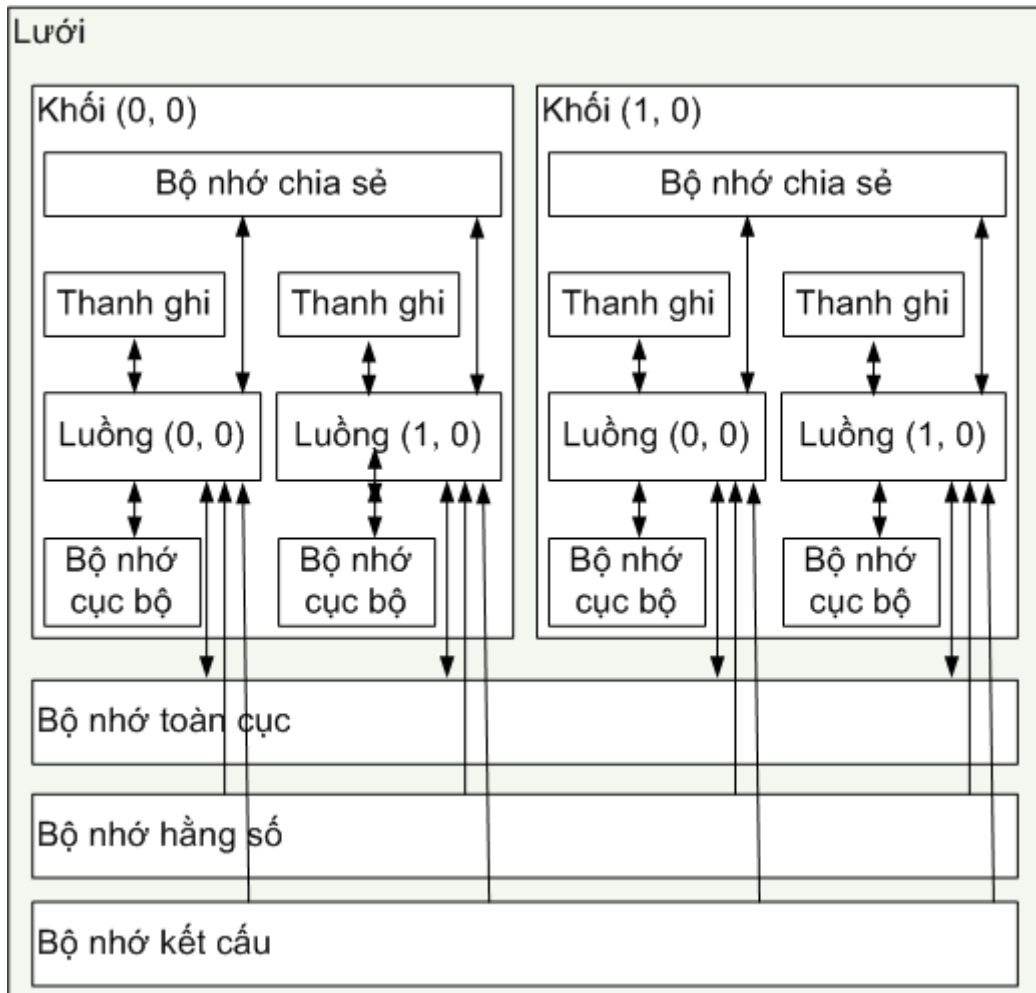 Lưới
Khối (0, 0)
Khối (1, 0)
Bộ nhớ chia sẻ
Bộ nhớ chia sẻ
Thanh ghi
Thanh ghi
Thanh ghi
Thanh ghi
Luồng (0, 0)
Luồng (1, 0)
Luồng (0, 0)
Luồng (1, 0)
Bộ nhớ
cục bộ
Bộ nhớ
cục bộ
Bộ nhớ
cục bộ
Bộ nhớ
cục bộ
Bộ nhớ toàn cục
Bộ nhớ hằng số
Bộ nhớ kết cấu